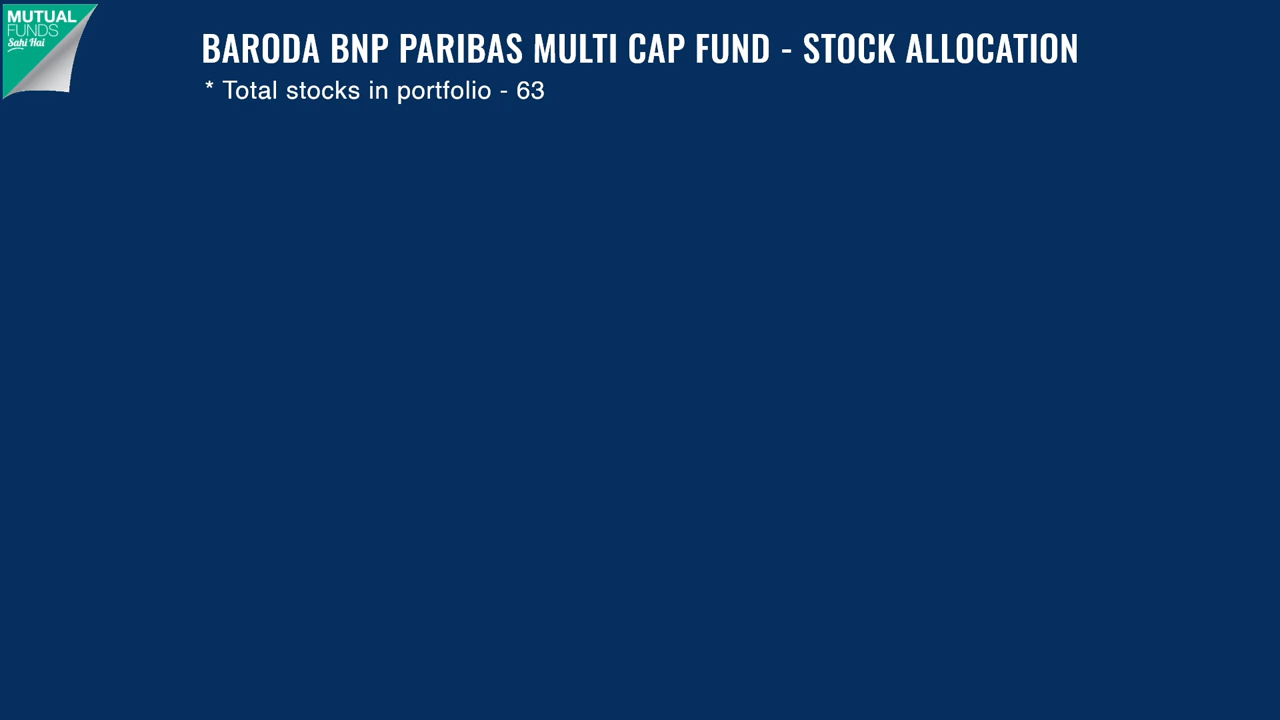 MUTUAL
FUNDS
Sahi Hai
BARODA BNP PARIBAS MULTI CAP FUND - STOCK ALLOCATION
* Total stocks in portfolio - 63